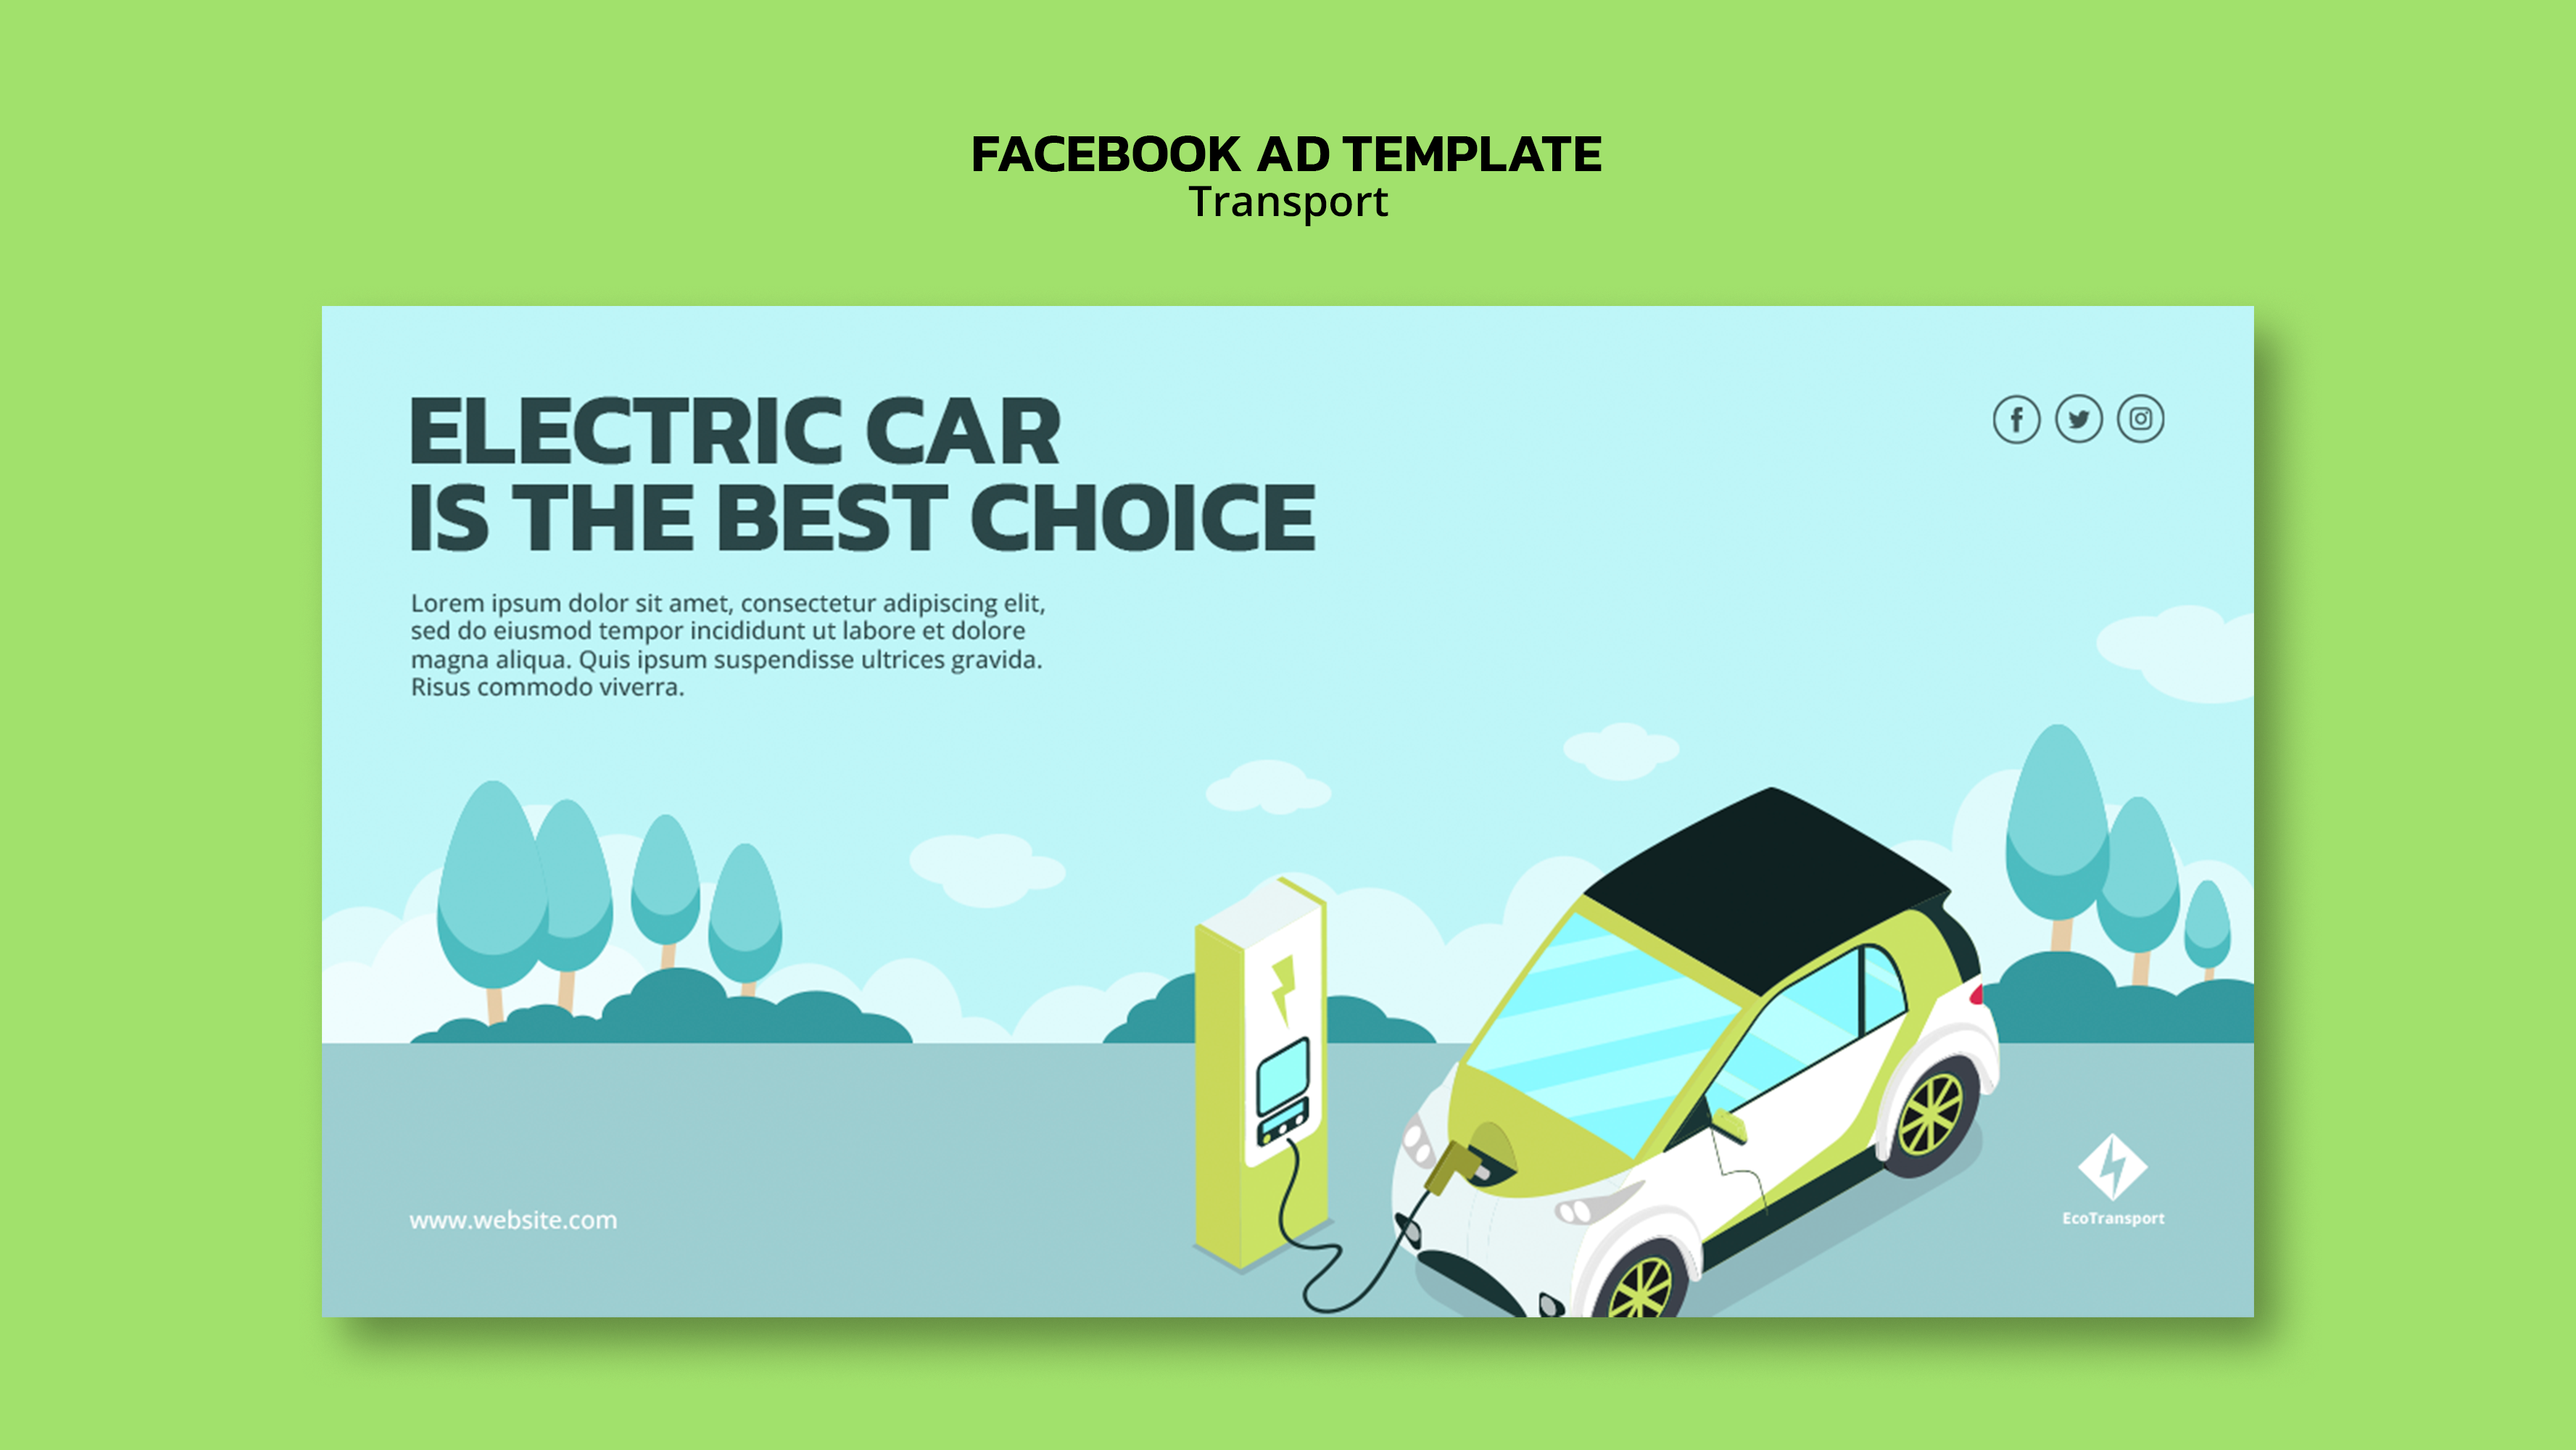 FACEBOOK AD TEMPLATE
Transport
ELECTRIC CAR
IS THE BEST CHOICE
Lorem ipsum dolor sit amet, consectetur adipiscing elit,
sed do eiusmod tempor incididunt ut labore et dolore
magna aliqua. Quis ipsum suspendisse ultrices gravida.
Risus commodo viverra.
www.website.com
EcoTransport